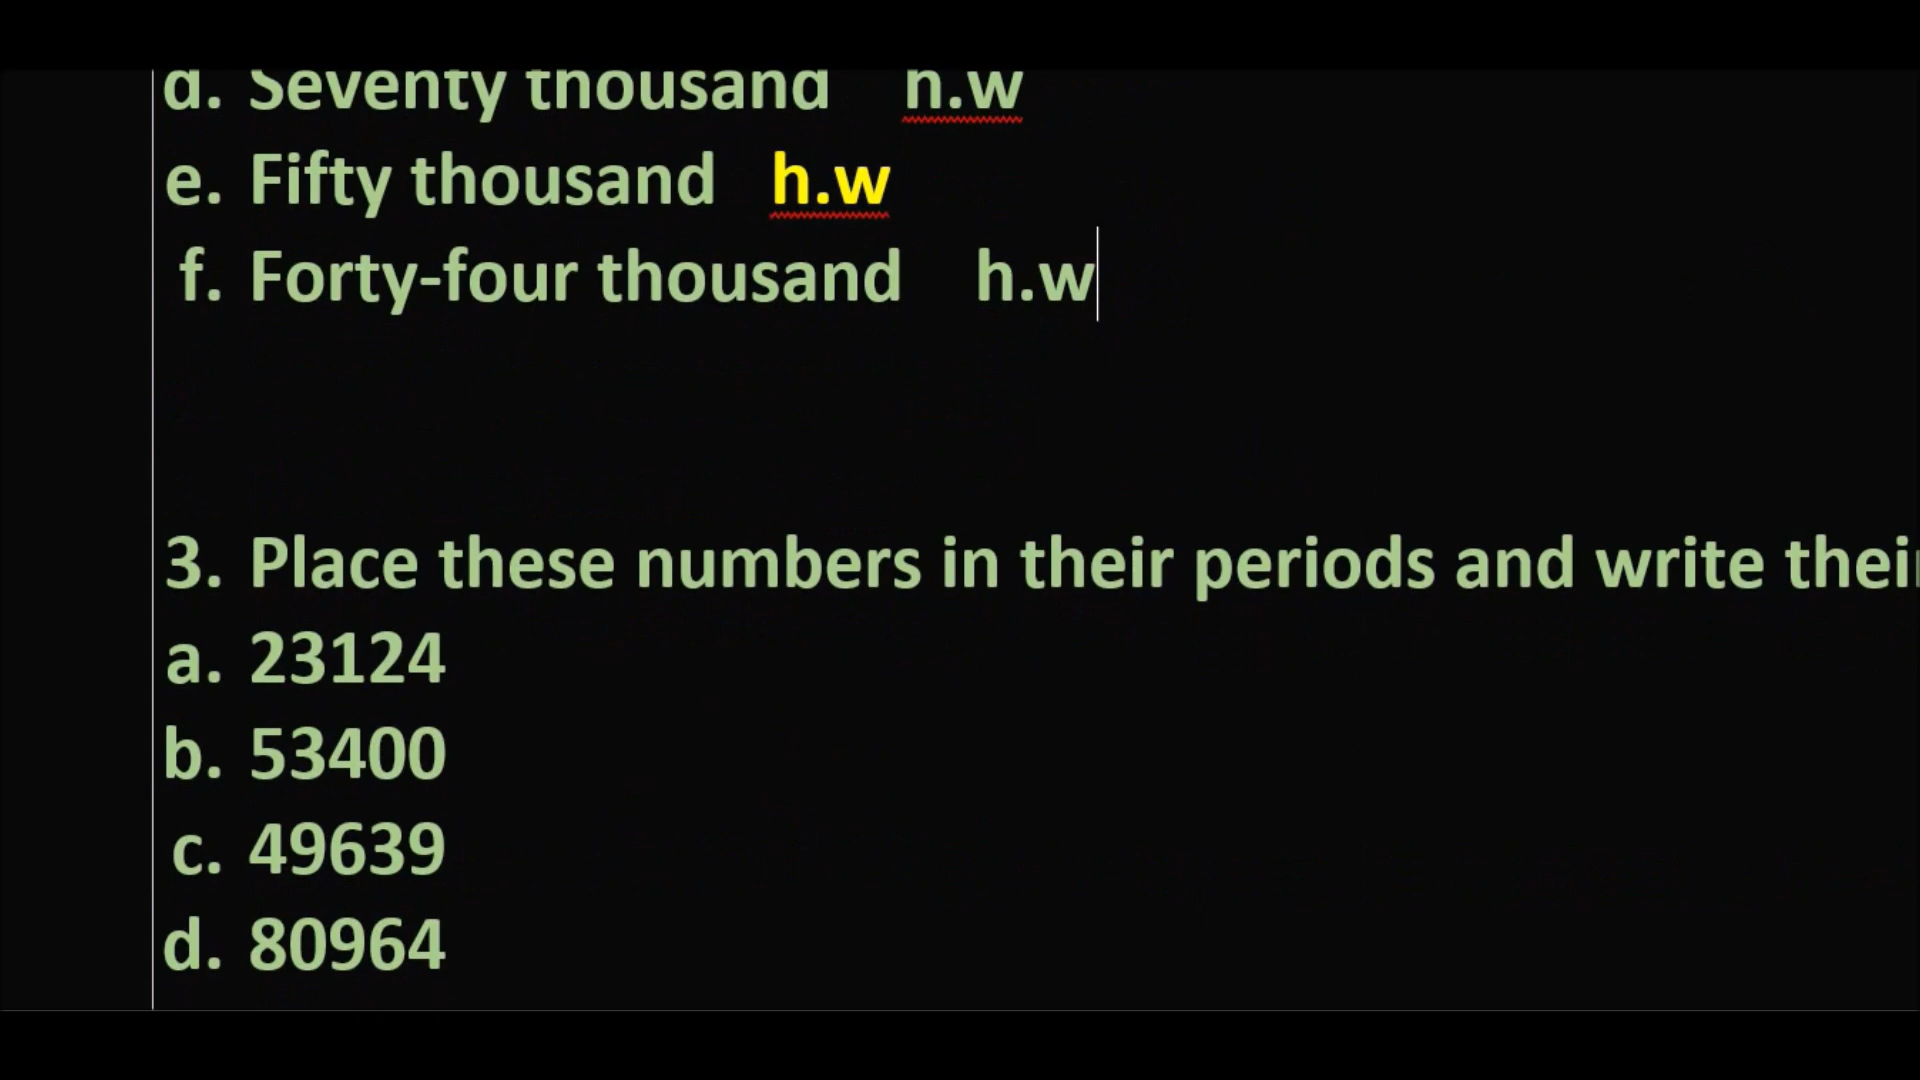 d. Seventy thousand h.w
e. Fifty thousand h.w
f. Forty-four thousand h.w
3. Place these numbers in their periods and write
a. 23124
b. 53400
c. 49639
d. 80964